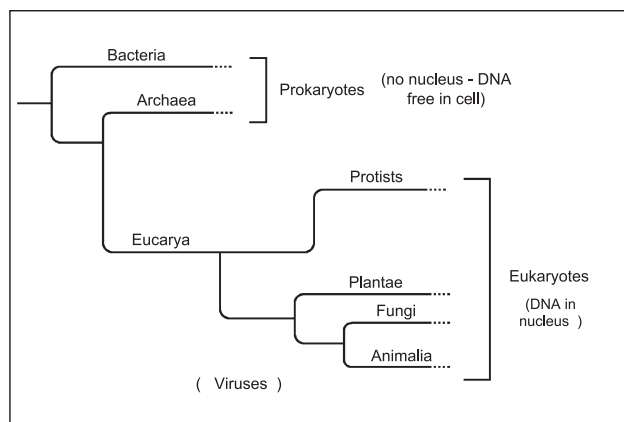 Bacteria
Prokaryotes
(no nucleus - DNA
free in cell)
Archaea
Protists
Eucarya
Eukaryotes
(DNA in
nucleus )
Plantae
Fungi
Animalia
( Viruses )